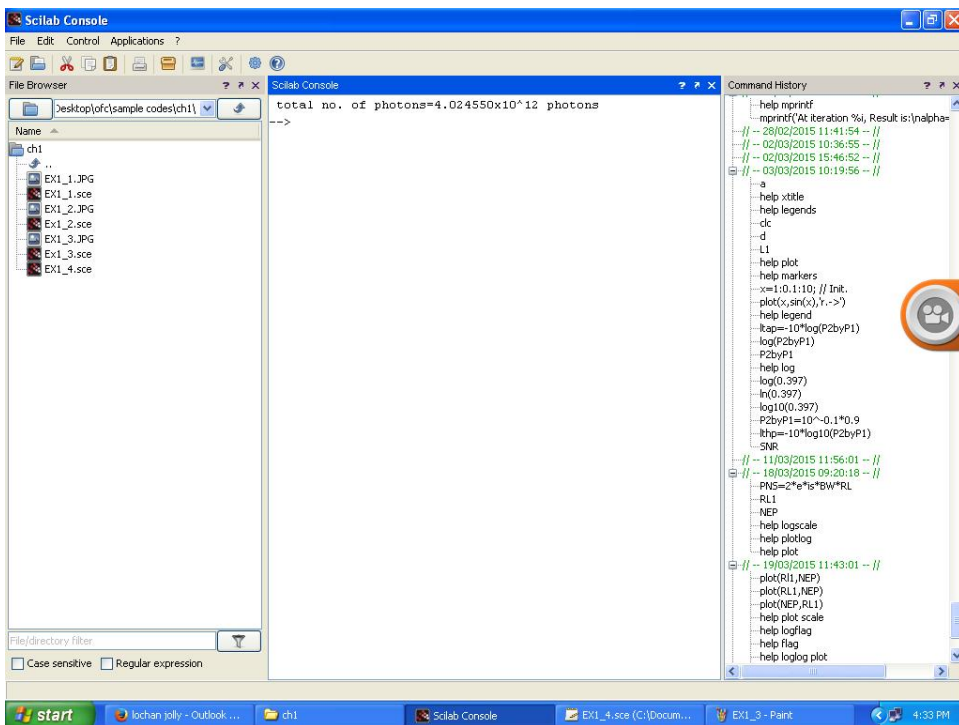 Scilab Console
File Edit Control Applications ?
File Browser
Desktop\ofc\sample codes\ch1\
Name
ch1
..
EX1_1.JPG
EX1_1.sce
EX1_2.JPG
Ex1_2.sce
EX1_3.JPG
Ex1_3.sce
EX1_4.sce
File/directory filter
Case sensitive Regular expression
Scilab Console
total no. of photons=4.024550x10^12 photons
-->
Command History
help mprintf
mprintf('At iteration %i, Result is:\nalpha=
// -- 28/02/2015 11:41:54 -- //
// -- 02/03/2015 10:36:55 -- //
// -- 02/03/2015 15:46:52 -- //
// -- 03/03/2015 10:19:56 -- //
a
help xtitle
help legends
clc
d
L1
help plot
help markers
x=1:0.1:10; // Init.
plot(x,sin(x),'r.->')
help legend
ltap=-10*log(P2byP1)
log(P2byP1)
P2byP1
help log
log(0.397)
ln(0.397)
log10(0.397)
P2byP1=10^-0.1*0.9
lthp=-10*log10(P2byP1)
SNR
// -- 11/03/2015 11:56:01 -- //
// -- 18/03/2015 09:20:18 -- //
PNS=2*e*is*BW*RL
RL1
NEP
help logscale
help plotlog
help plot
// -- 19/03/2015 11:43:01 -- //
plot(Rl1,NEP)
plot(RL1,NEP)
plot(NEP,RL1)
help plot scale
help logflag
help flag
help loglog plot
start
lochan jolly - Outlook ...
ch1
Scilab Console
EX1_4.sce (C:\Docum...
EX1_3 - Paint
4:33 PM